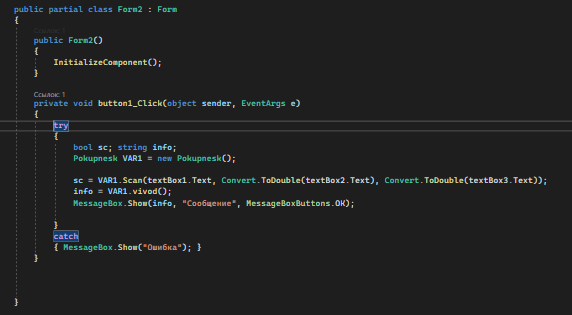 public partial class Form2 : Form
{
Ссылок: 1
public Form2()
{
InitializeComponent();
}
Ссылок: 1
private void button1_Click(object sender, EventArgs e)
{
try
{
bool sc; string info;
Pokupnesk VAR1 = new Pokupnesk();
sc = VAR1.Scan(textBox1.Text, Convert.ToDouble(textBox2.Text), Convert.ToDouble(textBox3.Text));
info = VAR1.vivod();
MessageBox.Show(info, "Сообщение", MessageBoxButtons.OK);
}
catch
{ MessageBox.Show("Ошибка"); }
}
}